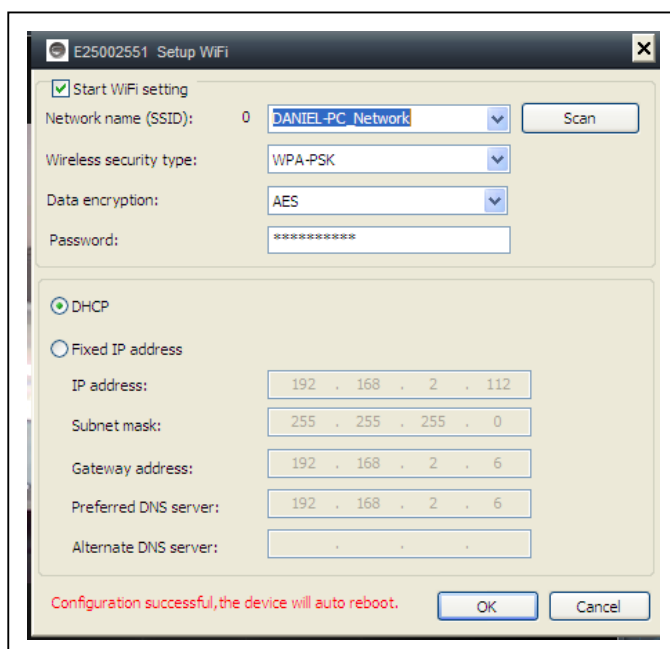 E25002551 Setup WiFi
Start WiFi setting
Network name (SSID): 0 DANIEL-PC_Network Scan
Wireless security type: WPA-PSK
Data encryption: AES
Password: **********
DHCP
Fixed IP address
IP address: 192 . 168 . 2 . 112
Subnet mask: 255 . 255 . 255 . 0
Gateway address: 192 . 168 . 2 . 6
Preferred DNS server: 192 . 168 . 2 . 6
Alternate DNS server: . . .
Configuration successful,the device will auto reboot. OK Cancel